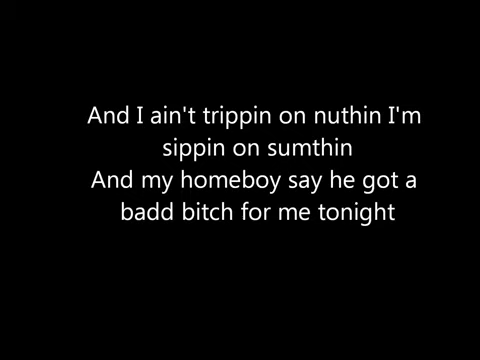 And I ain't trippin on nuthin I'm
sippin on sumthin
And my homeboy say he got a
badd bitch for me tonight